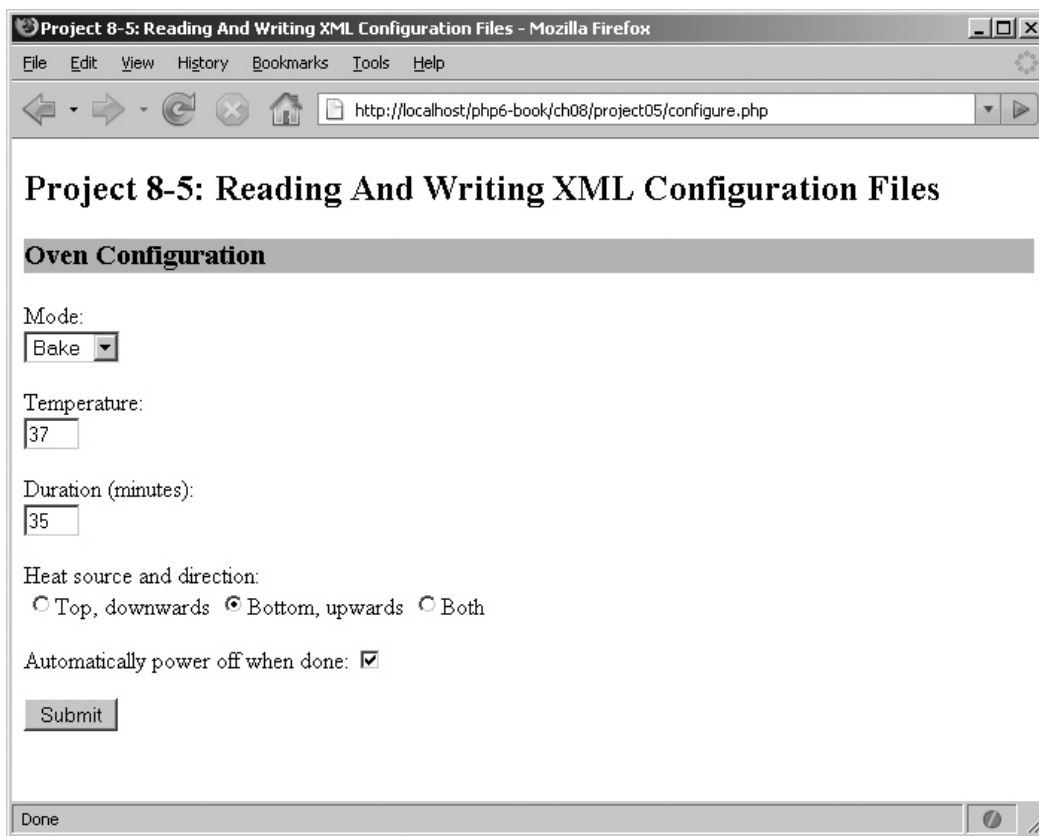 Project 8-5: Reading And Writing XML Configuration Files - Mozilla Firefox
File Edit View History Bookmarks Tools Help
http://localhost/php6-book/ch08/project05/configure.php
Project 8-5: Reading And Writing XML Configuration Files
Oven Configuration
Mode:
Bake
Temperature:
37
Duration (minutes):
35
Heat source and direction:
Top, downwards Bottom, upwards Both
Automatically power off when done:
Submit
Done